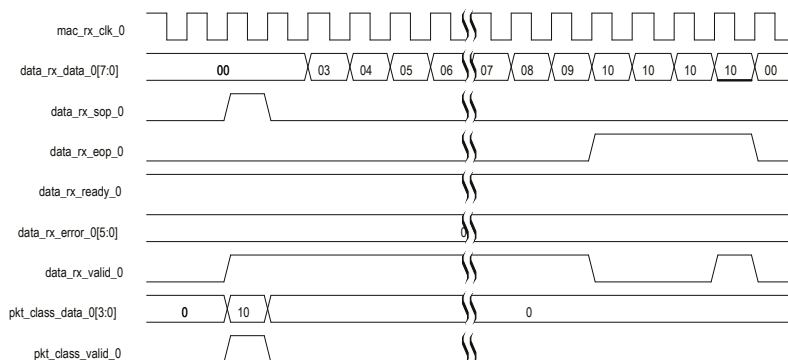 mac_rx_clk_0
data_rx_data_0[7:0] 00 03 04 05 06 07 08 09 10 10 10 10 00
data_rx_sop_0
data_rx_eop_0
data_rx_ready_0
data_rx_error_0[5:0] 0
data_rx_valid_0
pkt_class_data_0[3:0] 0 10 0
pkt_class_valid_0